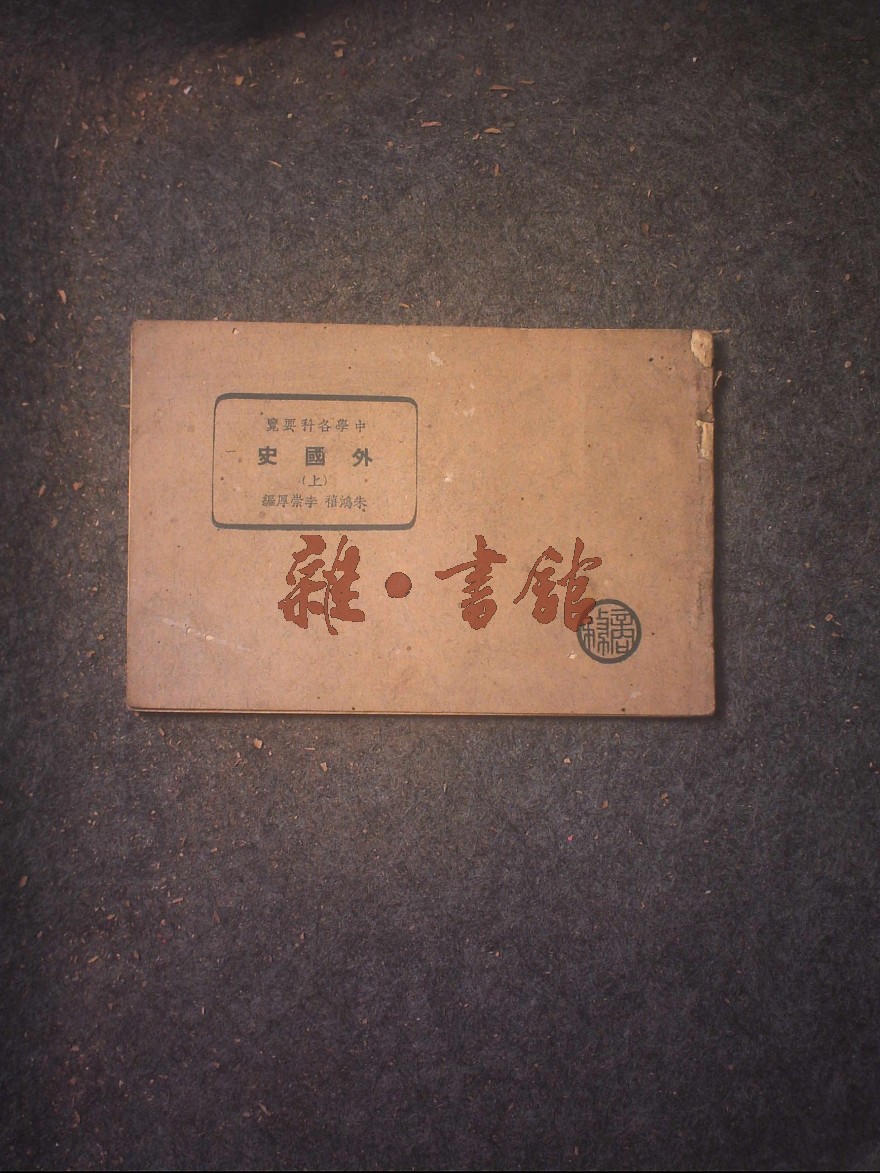 中學各科要覽
外國史
(上)
朱鴻 李崇厚編
雜·書館